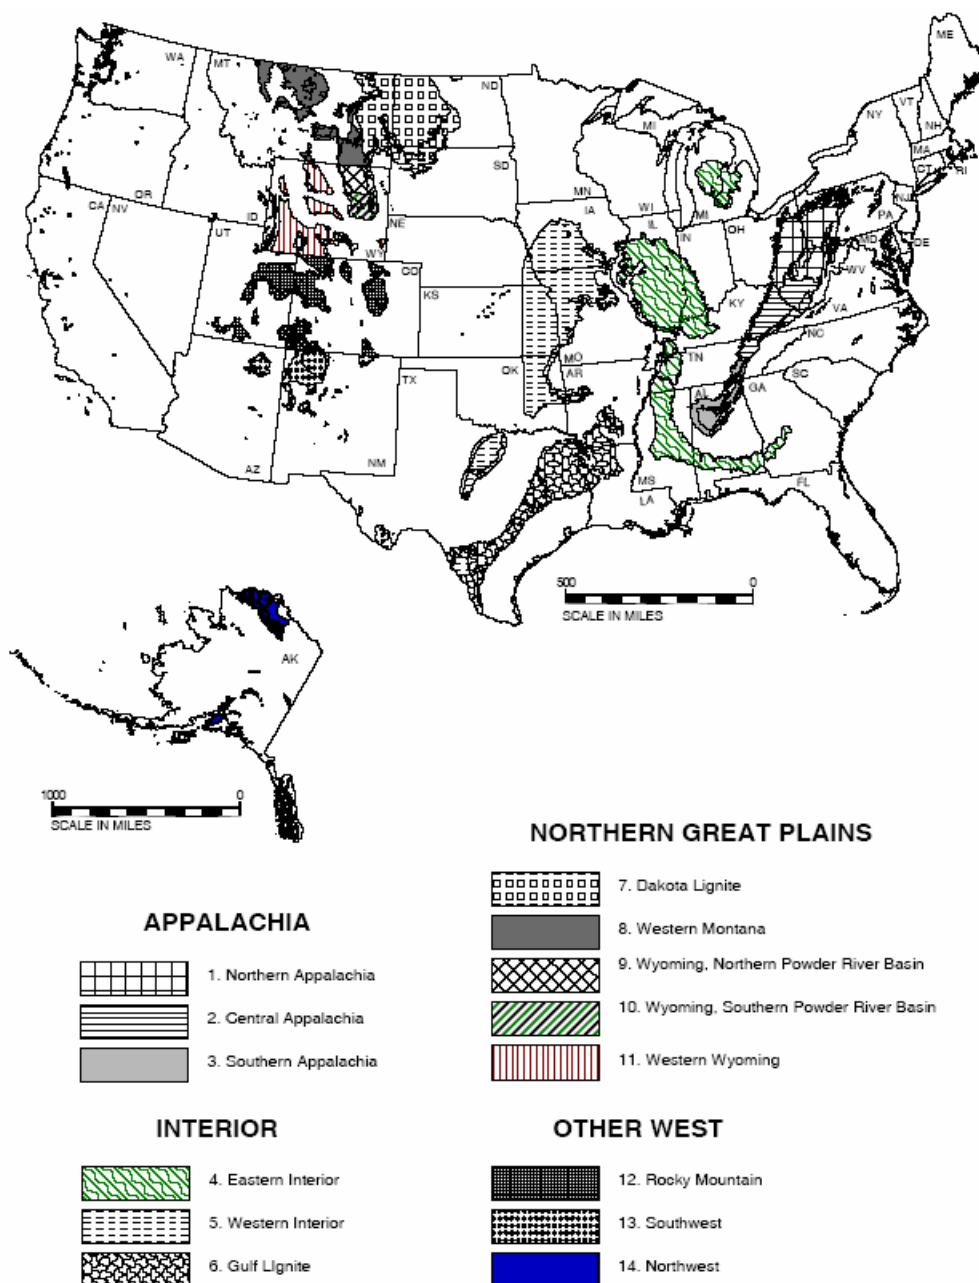 WA
MT
ND
ME
VT
NY
NH
MA
CT
RI
MI
OR
ID
SD
MN
WI
MI
PA
NJ
CA
NV
UT
WY
NE
IA
IL
IN
OH
MD
DE
WV
CO
KS
KY
VA
MO
NC
TN
AR
OK
TX
SC
AL
GA
AZ
NM
MS
LA
FL
500
0
SCALE IN MILES
AK
1000
0
SCALE IN MILES
NORTHERN GREAT PLAINS
7. Dakota Lignite
8. Western Montana
9. Wyoming, Northern Powder River Basin
10. Wyoming, Southern Powder River Basin
11. Western Wyoming
APPALACHIA
1. Northern Appalachia
2. Central Appalachia
3. Southern Appalachia
INTERIOR
4. Eastern Interior
5. Western Interior
6. Gulf LIgnite
OTHER WEST
12. Rocky Mountain
13. Southwest
14. Northwest